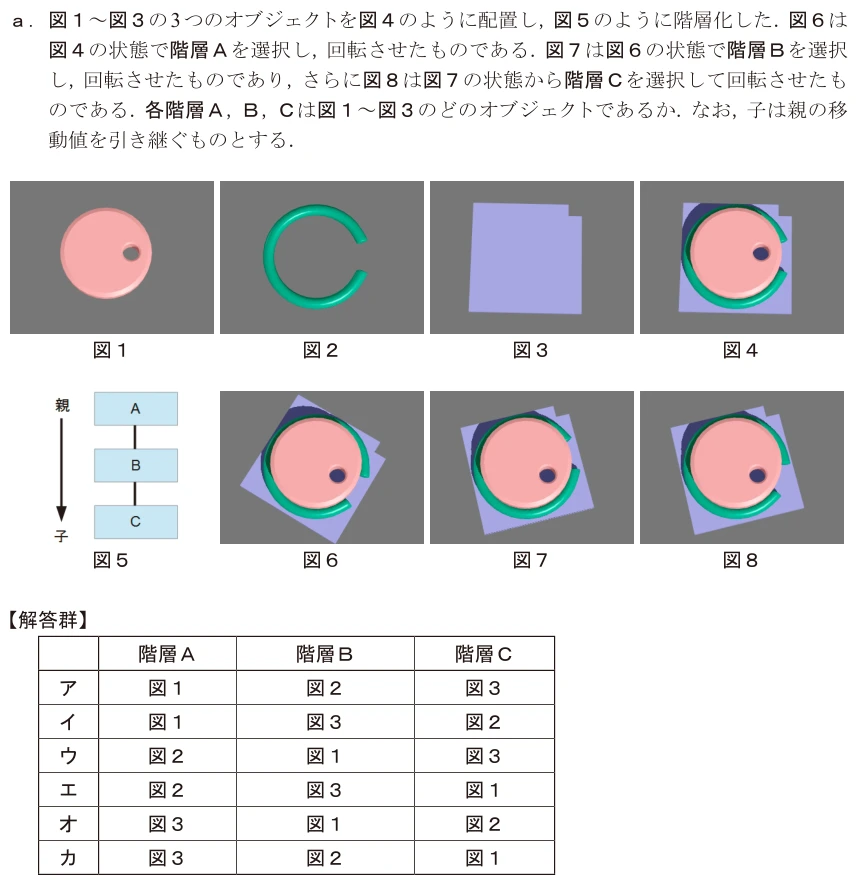 a．図1～図3の3つのオブジェクトを図4のように配置し，図5のように階層化した．図6は
図4の状態で階層Aを選択し，回転させたものである．図7は図6の状態で階層Bを選択
し，回転させたものであり，さらに図8は図7の状態から階層Cを選択して回転させたも
のである．各階層A，B，Cは図1～図3のどのオブジェクトであるか．なお，子は親の移
動値を引き継ぐものとする．
図1 図2 図3 図4
親
A
B
C
子
図5 図6 図7 図8
【解答群】
階層A 階層B 階層C
ア 図1 図2 図3
イ 図1 図3 図2
ウ 図2 図1 図3
エ 図2 図3 図1
オ 図3 図1 図2
カ 図3 図2 図1